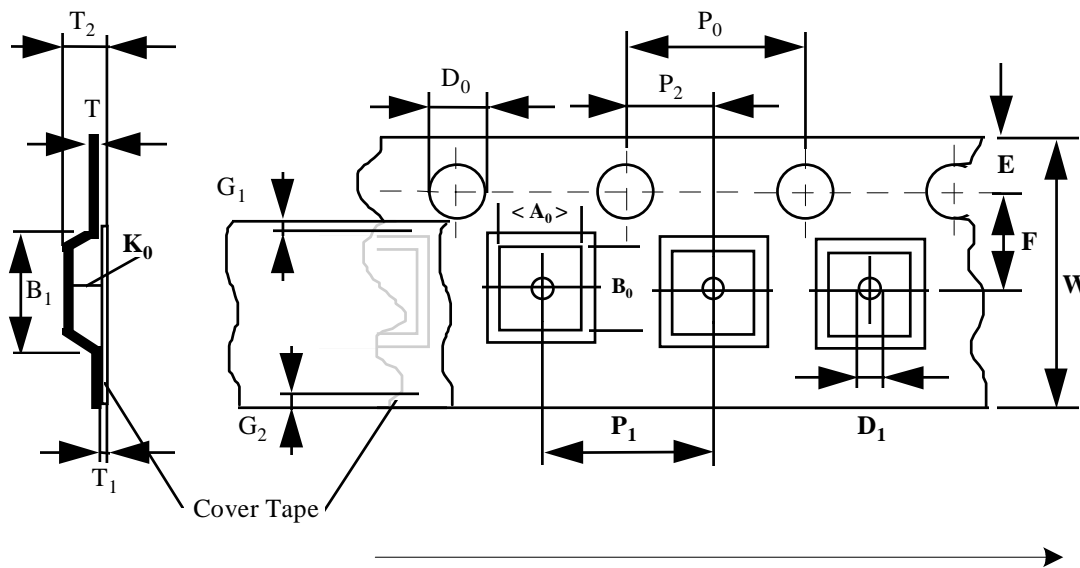 T₂
P₀
D₀
P₂
T
E
G₁
< A₀ >
K₀
F
B₁
B₀
W
G₂
P₁
D₁
T₁
Cover Tape